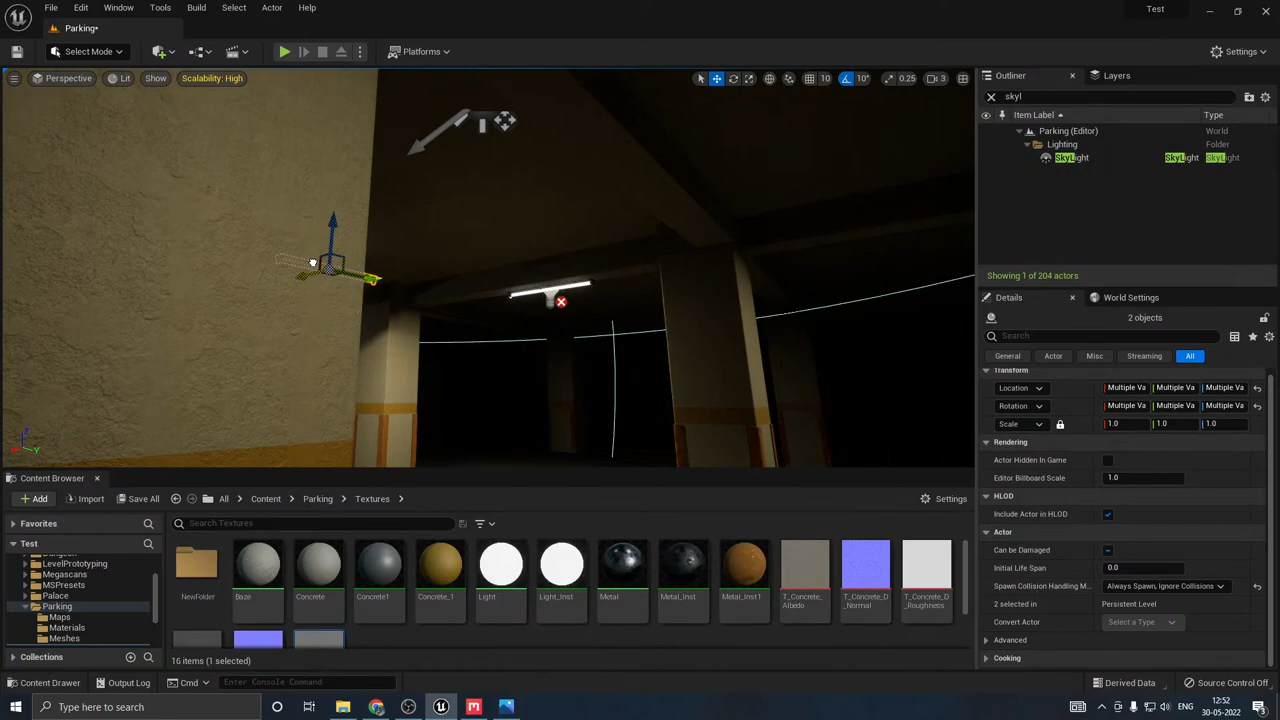 File Edit Window Tools Build Select Actor Help
Test
Parking*
Select Mode
Platforms
Settings
Perspective Lit Show Scalability: High
10 10° 0.25 3
Outliner
Layers
skyl
Item Label
Type
Parking (Editor) World
Lighting Folder
SkyLight SkyLight SkyLight
Showing 1 of 204 actors
Details
World Settings
2 objects
Search
General Actor Misc Streaming All
Transform
Location Multiple Va Multiple Va Multiple Va
Rotation Multiple Va Multiple Va Multiple Va
Scale 1.0 1.0 1.0
Rendering
Actor Hidden In Game
Editor Billboard Scale 1.0
HLOD
Include Actor in HLOD
Actor
Can be Damaged
Initial Life Span 0.0
Spawn Collision Handling M... Always Spawn, Ignore Collisions
2 selected in Persistent Level
Convert Actor Select a Type
Advanced
Cooking
Z
Y
Content Browser
Add Import Save All All Content Parking Textures Settings
Favorites
Search Textures
Test
LevelPrototyping
Megascans
MSPresets
Palace
Parking
Maps
Materials
Meshes
Collections
NewFolder
Baze
Concrete
Concrete1
Concrete_1
Light
Light_Inst
Metal
Metal_Inst
Metal_Inst1
T_Concrete_
Albedo
T_Concrete_D
_Normal
T_Concrete_D
_Roughness
16 items (1 selected)
Content Drawer Output Log Cmd Enter Console Command
Derived Data Source Control Off
Type here to search
12:52
30-05-2022
3